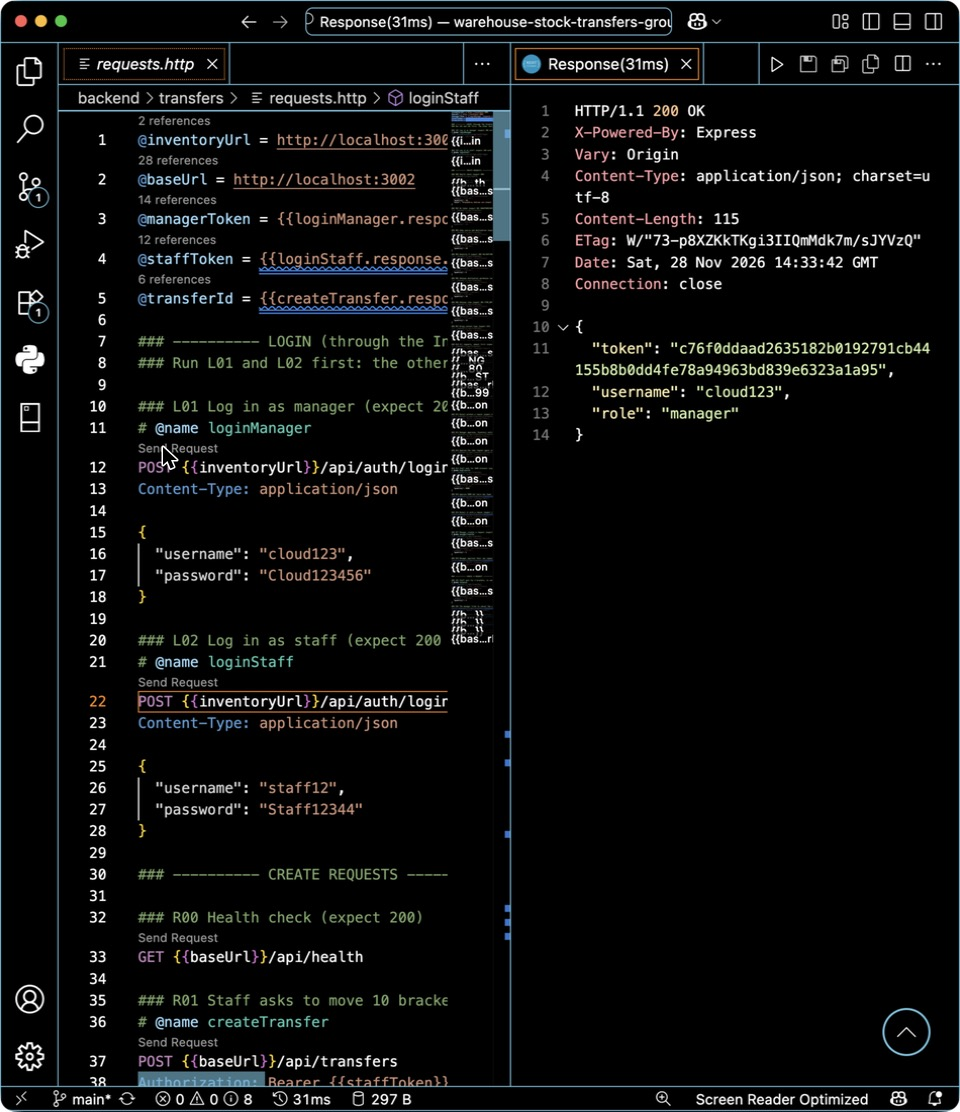 Response(31ms) — warehouse-stock-transfers-grou
requests.http
...
Response(31ms)
...
backend > transfers > requests.http > loginStaff
2 references
1 @inventoryUrl = http://localhost:300
28 references
2 @baseUrl = http://localhost:3002
14 references
3 @managerToken = {{loginManager.respo
12 references
4 @staffToken = {{loginStaff.response.
6 references
5 @transferId = {{createTransfer.respo
6
7 ### ---------- LOGIN (through the In
8 ### Run L01 and L02 first: the other
9
10 ### L01 Log in as manager (expect 20
11 # @name loginManager
Send Request
12 POST {{inventoryUrl}}/api/auth/login
13 Content-Type: application/json
14
15 {
16 "username": "cloud123",
17 "password": "Cloud123456"
18 }
19
20 ### L02 Log in as staff (expect 200
21 # @name loginStaff
Send Request
22 POST {{inventoryUrl}}/api/auth/login
23 Content-Type: application/json
24
25 {
26 "username": "staff12",
27 "password": "Staff12344"
28 }
29
30 ### ---------- CREATE REQUESTS -----
31
32 ### R00 Health check (expect 200)
Send Request
33 GET {{baseUrl}}/api/health
34
35 ### R01 Staff asks to move 10 bracke
36 # @name createTransfer
Send Request
37 POST {{baseUrl}}/api/transfers
38 Authorization: Bearer {{staffToken}}
1 HTTP/1.1 200 OK
2 X-Powered-By: Express
3 Vary: Origin
4 Content-Type: application/json; charset=u
tf-8
5 Content-Length: 115
6 ETag: W/"73-p8XZKkTKgi3IIQmMdk7m/sJYVzQ"
7 Date: Sat, 28 Nov 2026 14:33:42 GMT
8 Connection: close
9
10 {
11 "token": "c76f0ddaad2635182b0192791cb44
155b8b0dd4fe78a94963bd839e6323a1a95",
12 "username": "cloud123",
13 "role": "manager"
14 }
1
1
main* 0 0 8 31ms 297 B Screen Reader Optimized